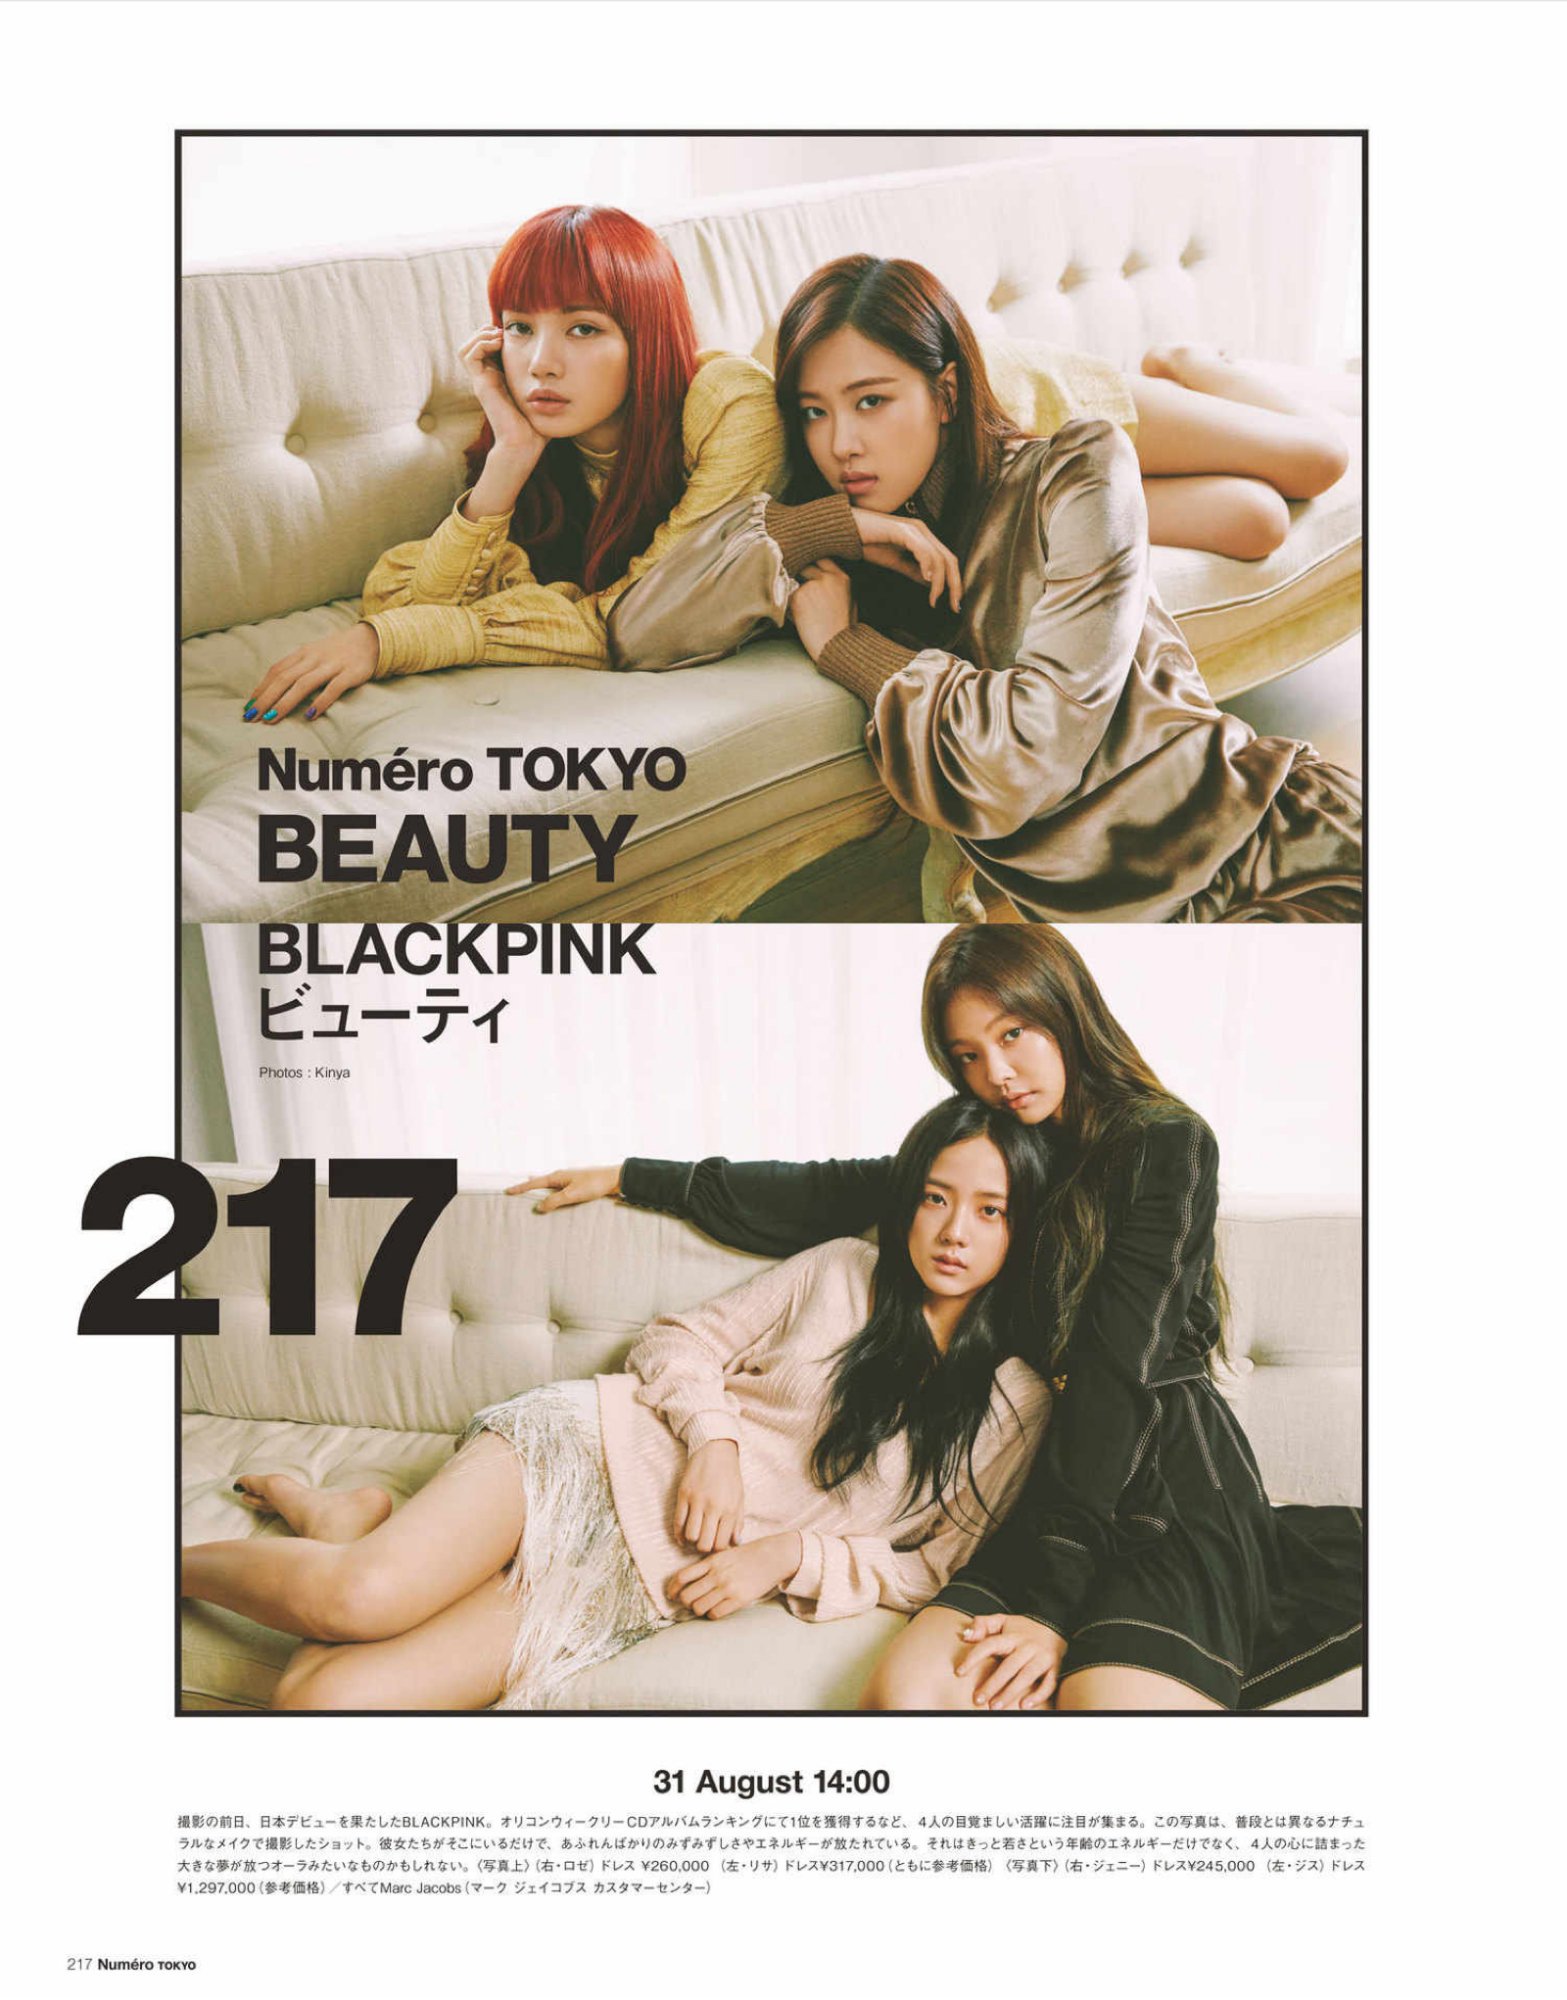 Numéro TOKYO
BEAUTY
BLACKPINK
ビューティ
Photos : Kinya
217
31 August 14:00
撮影の前日、日本デビューを果たしたBLACKPINK。オリコンウィークリーCDアルバムランキングにて1位を獲得するなど、4人の目覚ましい活躍に注目が集まる。この写真は、普段とは異なるナチュ
ラルなメイクで撮影したショット。彼女たちがそこにいるだけで、あふれんばかりのみずみずしさやエネルギーが放たれている。それはきっと若さという年齢のエネルギーだけでなく、4人の心に詰まった
大きな夢が放つオーラみたいなものかもしれない。〈写真上〉（右・ロゼ）ドレス ¥260,000 （左・リサ）ドレス¥317,000（ともに参考価格）〈写真下〉（右・ジェニー）ドレス¥245,000 （左・ジス）ドレス
¥1,297,000（参考価格）／すべてMarc Jacobs（マーク ジェイコブス カスタマーセンター）
217 Numéro TOKYO